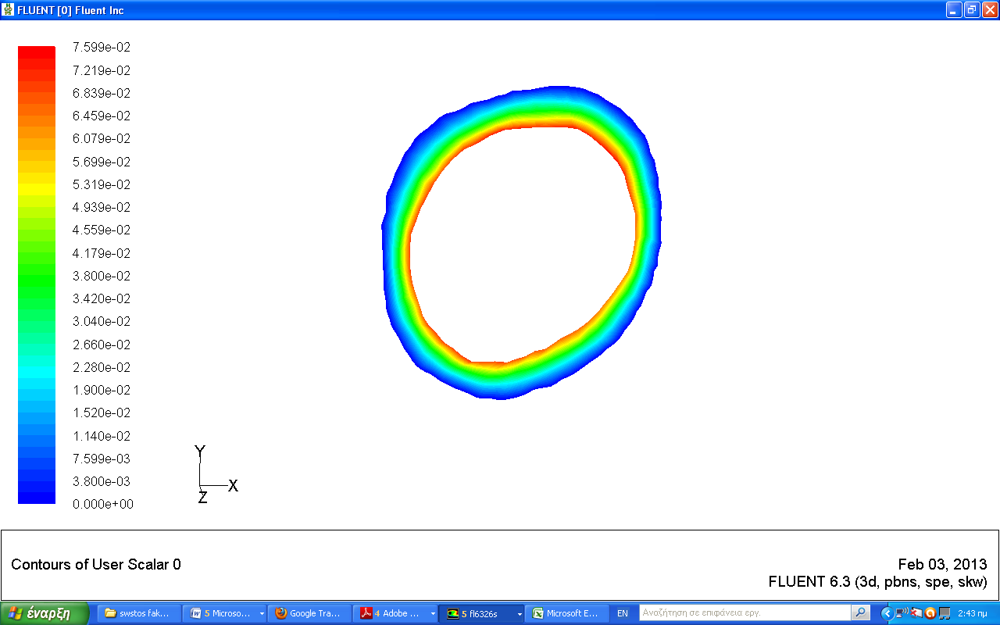 FLUENT [0] Fluent Inc
7.599e-02
7.219e-02
6.839e-02
6.459e-02
6.079e-02
5.699e-02
5.319e-02
4.939e-02
4.559e-02
4.179e-02
3.800e-02
3.420e-02
3.040e-02
2.660e-02
2.280e-02
1.900e-02
1.520e-02
1.140e-02
7.599e-03
3.800e-03
0.000e+00
Y
X
Z
Contours of User Scalar 0
Feb 03, 2013
FLUENT 6.3 (3d, pbns, spe, skw)
έναρξη
swstos fak...
5 Microso...
Google Tra...
4 Adobe ...
5 fl6326s
Microsoft E...
EN
Αναζήτηση σε επιφάνεια εργ.
2:43 πμ